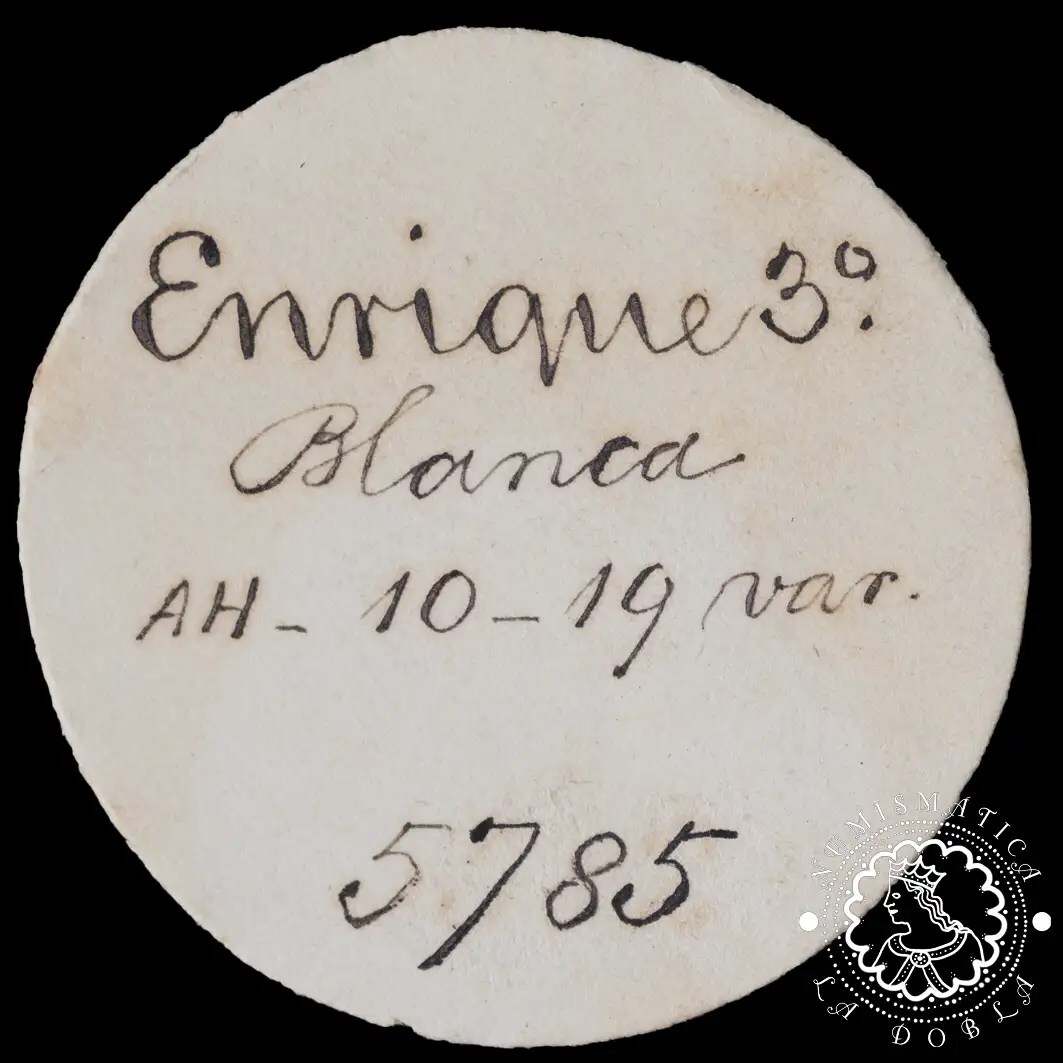 Enrique 3º.
Blanca
AH - 10 - 19 var.
5785
NUMISMATICA
LA DOBLA